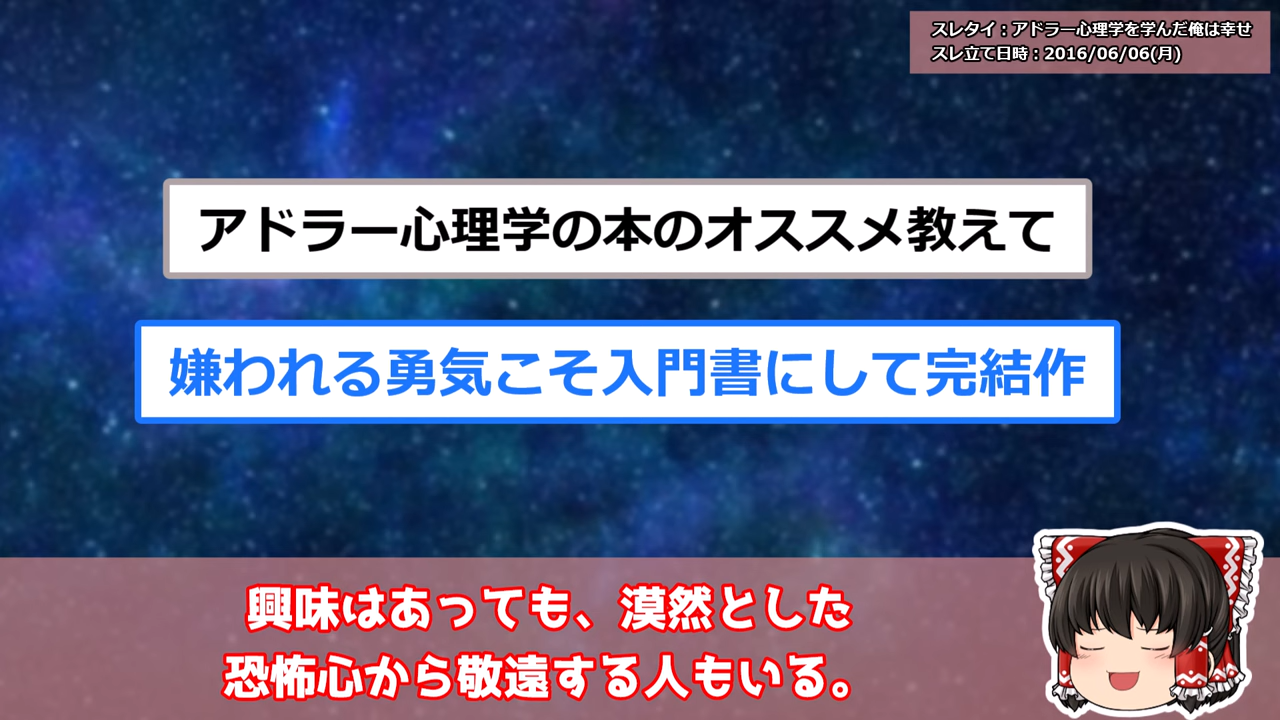 スレタイ：アドラー心理学を学んだ俺は幸せ
スレ立て日時：2016/06/06(月)
アドラー心理学の本のオススメ教えて
嫌われる勇気こそ入門書にして完結作
興味はあっても、漠然とした
恐怖心から敬遠する人もいる。